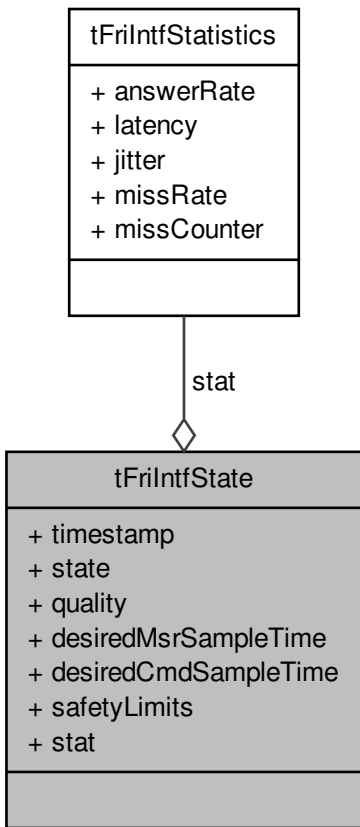 tFriIntfStatistics
+ answerRate
+ latency
+ jitter
+ missRate
+ missCounter
stat
tFriIntfState
+ timestamp
+ state
+ quality
+ desiredMsrSampleTime
+ desiredCmdSampleTime
+ safetyLimits
+ stat